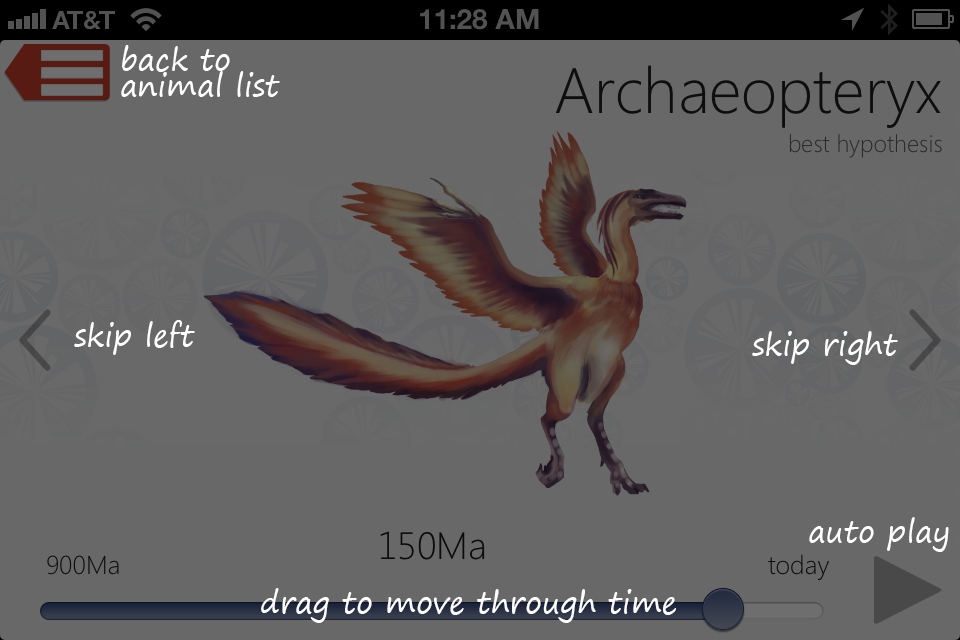 AT&T
11:28 AM
back to
animal list
Archaeopteryx
best hypothesis
skip left
skip right
auto play
150Ma
900Ma
today
drag to move through time